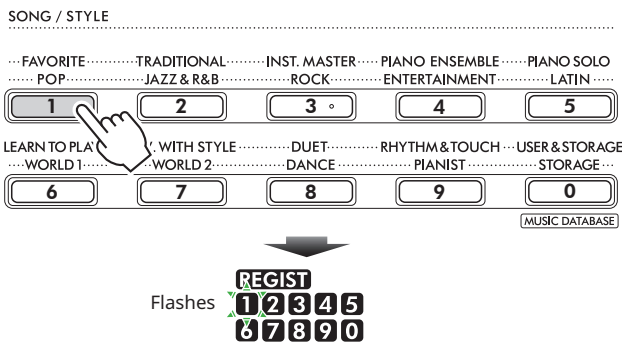 SONG / STYLE
FAVORITE TRADITIONAL INST. MASTER PIANO ENSEMBLE PIANO SOLO
POP JAZZ & R&B ROCK ENTERTAINMENT LATIN
1 2 3 4 5
LEARN TO WITH STYLE DUET RHYTHM & TOUCH USER & STORAGE
WORLD 1 WORLD 2 DANCE PIANIST STORAGE
6 7 8 9 0
MUSIC DATABASE
REGIST
Flashes 1 2 3 4 5
6 7 8 9 0